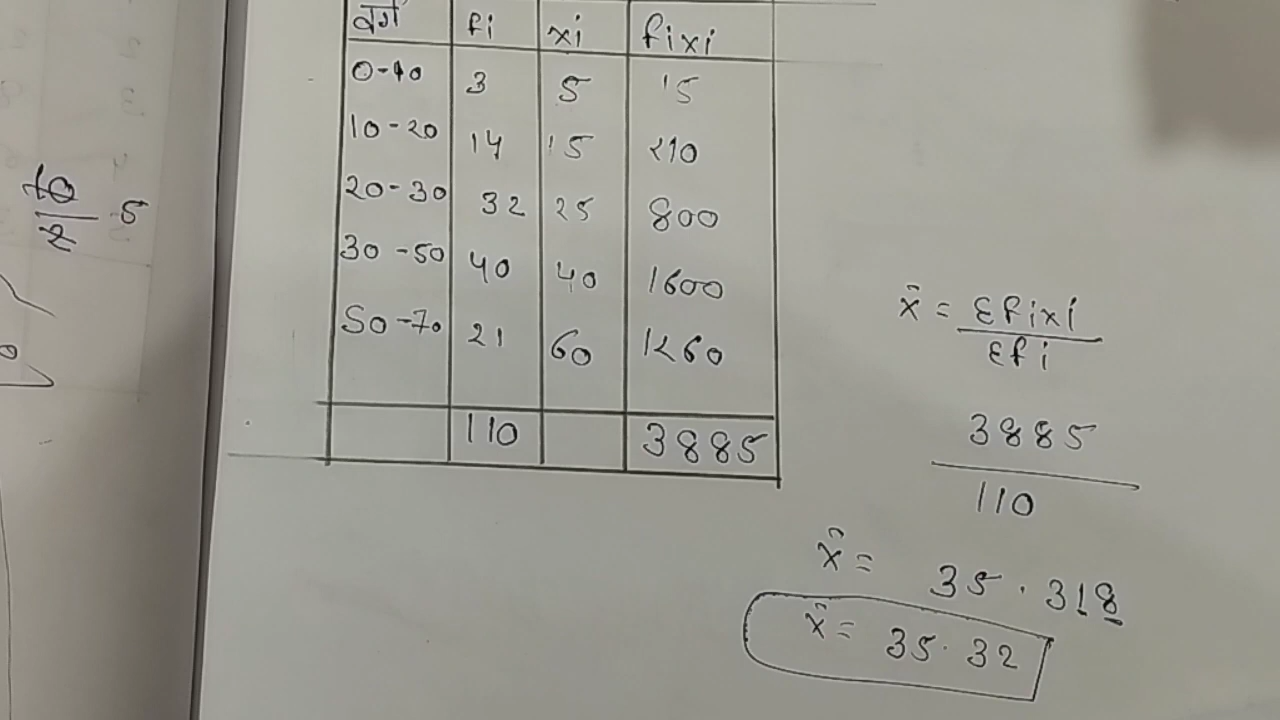 वर्ग fi xi fixi
0-10 3 5 15
10-20 14 15 210
20-30 32 25 800
30-50 40 40 1600
50-70 21 60 1260
110 3885
x̄ = Σfixi
Σfi
3885
110
x̄ = 35.318
x̄ = 35.32